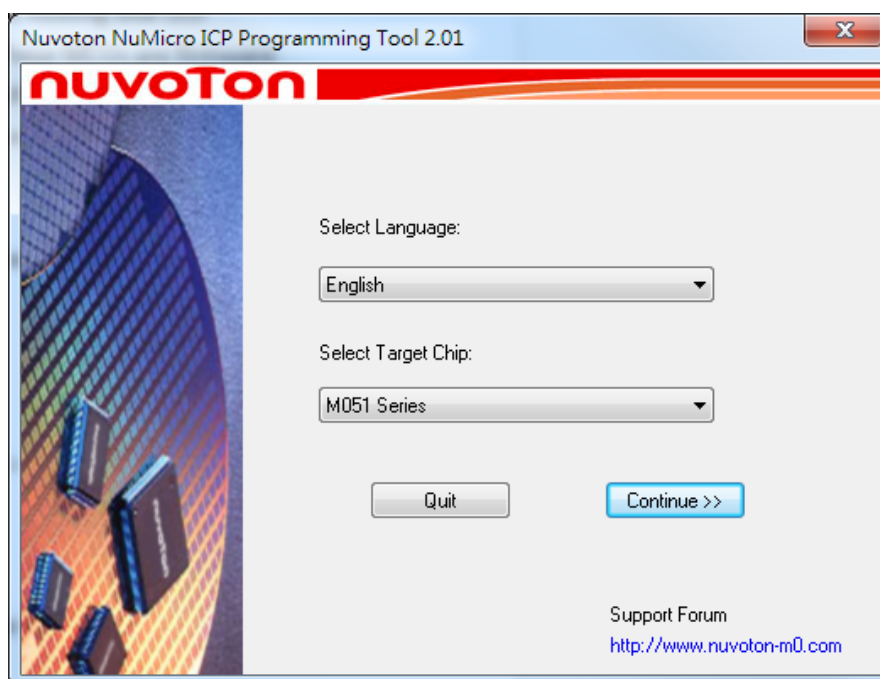 Nuvoton NuMicro ICP Programming Tool 2.01
nuvoTon
Select Language:
English
Select Target Chip:
M051 Series
Quit
Continue >>
nuvoton
Support Forum
http://www.nuvoton-m0.com